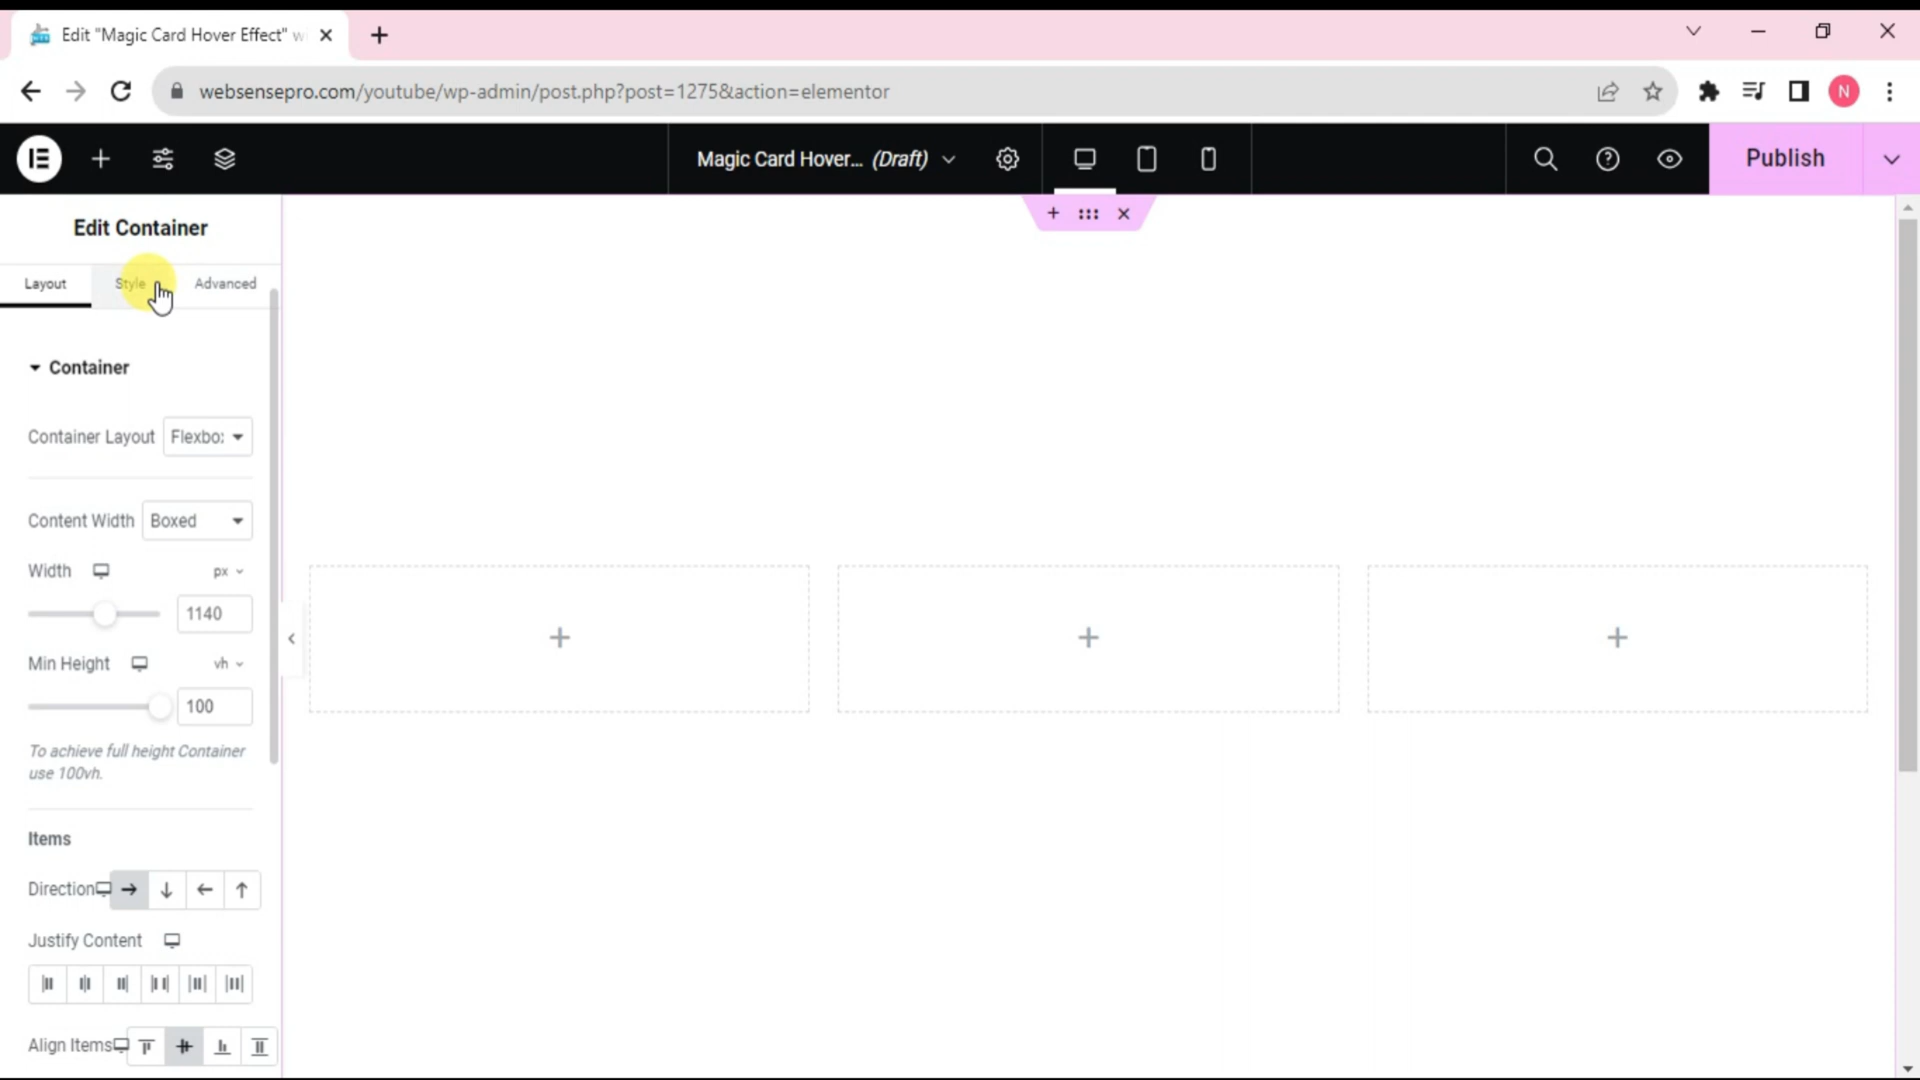 Edit "Magic Card Hover Effect" w
websensepro.com/youtube/wp-admin/post.php?post=1275&action=elementor
N
Magic Card Hover... (Draft)
Publish
Edit Container
Layout
Style
Advanced
Container
Container Layout
Flexbo:
Content Width
Boxed
Width
px
1140
Min Height
vh
100
To achieve full height Container
use 100vh.
Items
Direction
Justify Content
Align Items